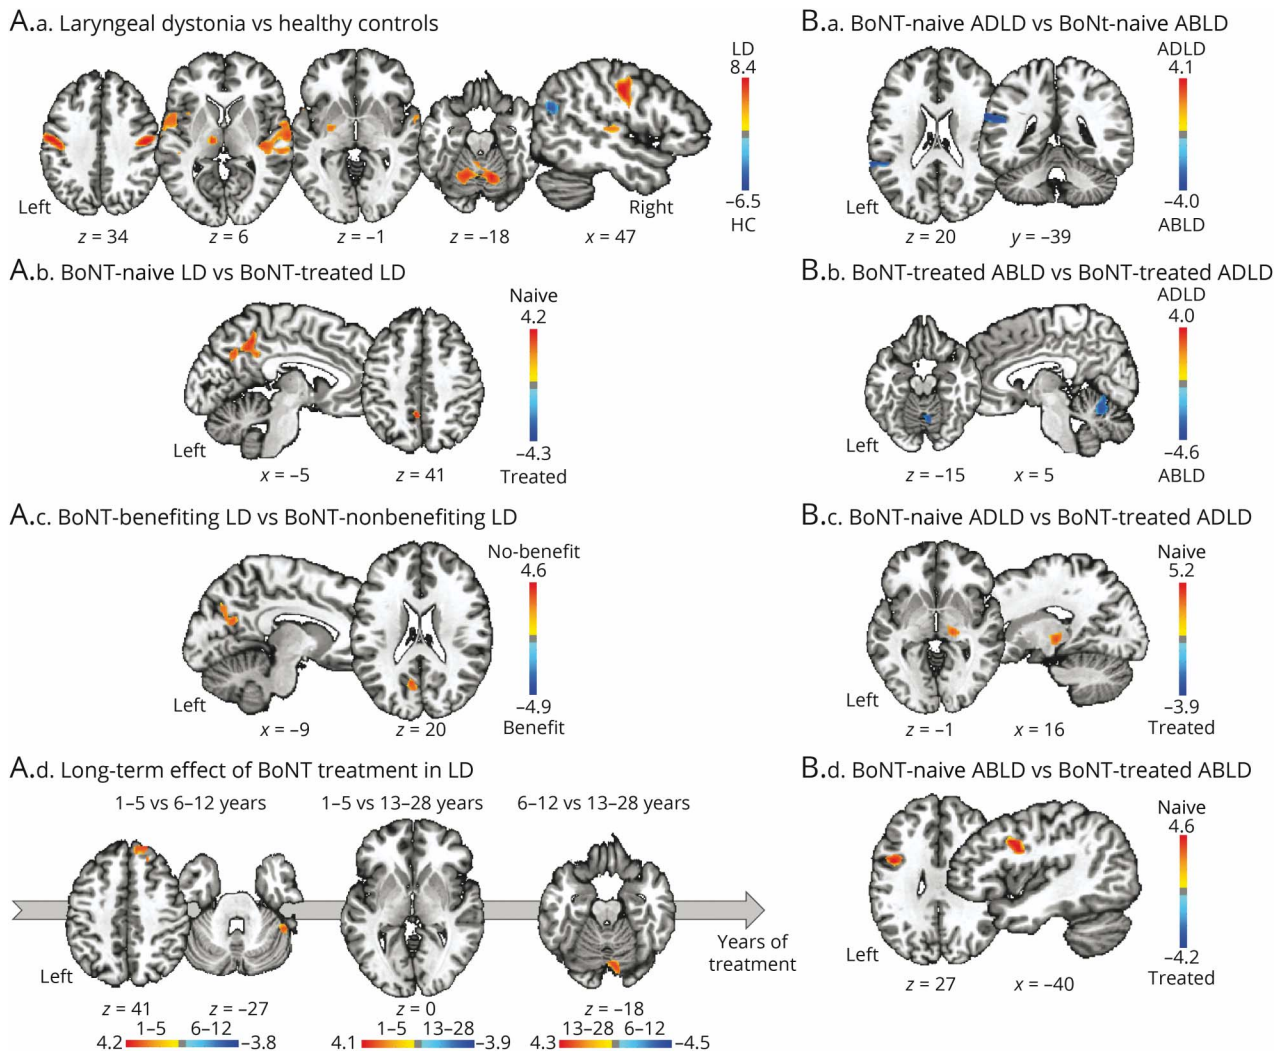 A.a. Laryngeal dystonia vs healthy controls
LD
8.4
–6.5
HC
Left
Right
z = 34
z = 6
z = –1
z = –18
x = 47
A.b. BoNT-naive LD vs BoNT-treated LD
Naive
4.2
–4.3
Treated
Left
x = –5
z = 41
A.c. BoNT-benefiting LD vs BoNT-nonbenefiting LD
No-benefit
4.6
–4.9
Benefit
Left
x = –9
z = 20
A.d. Long-term effect of BoNT treatment in LD
1–5 vs 6–12 years
1–5 vs 13–28 years
6–12 vs 13–28 years
Years of
treatment
Left
z = 41
z = –27
z = 0
z = –18
1–5 6–12
4.2 –3.8
1–5 13–28
4.1 –3.9
13–28 6–12
4.3 –4.5
B.a. BoNT-naive ADLD vs BoNt-naive ABLD
ADLD
4.1
–4.0
ABLD
Left
z = 20
y = –39
B.b. BoNT-treated ABLD vs BoNT-treated ADLD
ADLD
4.0
–4.6
ABLD
Left
z = –15
x = 5
B.c. BoNT-naive ADLD vs BoNT-treated ADLD
Naive
5.2
–3.9
Treated
Left
z = –1
x = 16
B.d. BoNT-naive ABLD vs BoNT-treated ABLD
Naive
4.6
–4.2
Treated
Left
z = 27
x = –40